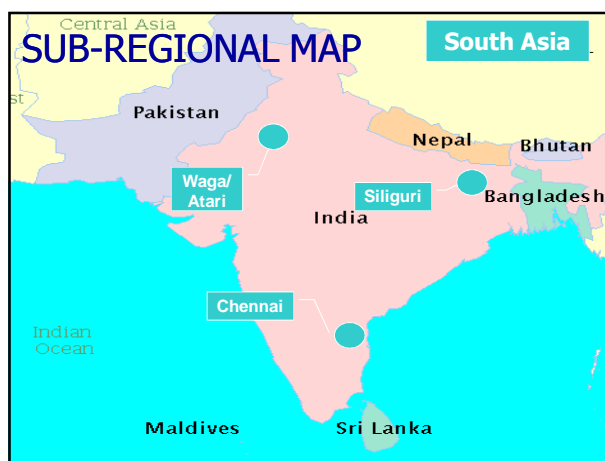 Central Asia
SUB-REGIONAL MAP
South Asia
st
Pakistan
Nepal
Bhutan
Waga/
Atari
Siliguri
Bangladesh
India
Chennai
Indian
Ocean
Maldives
Sri Lanka